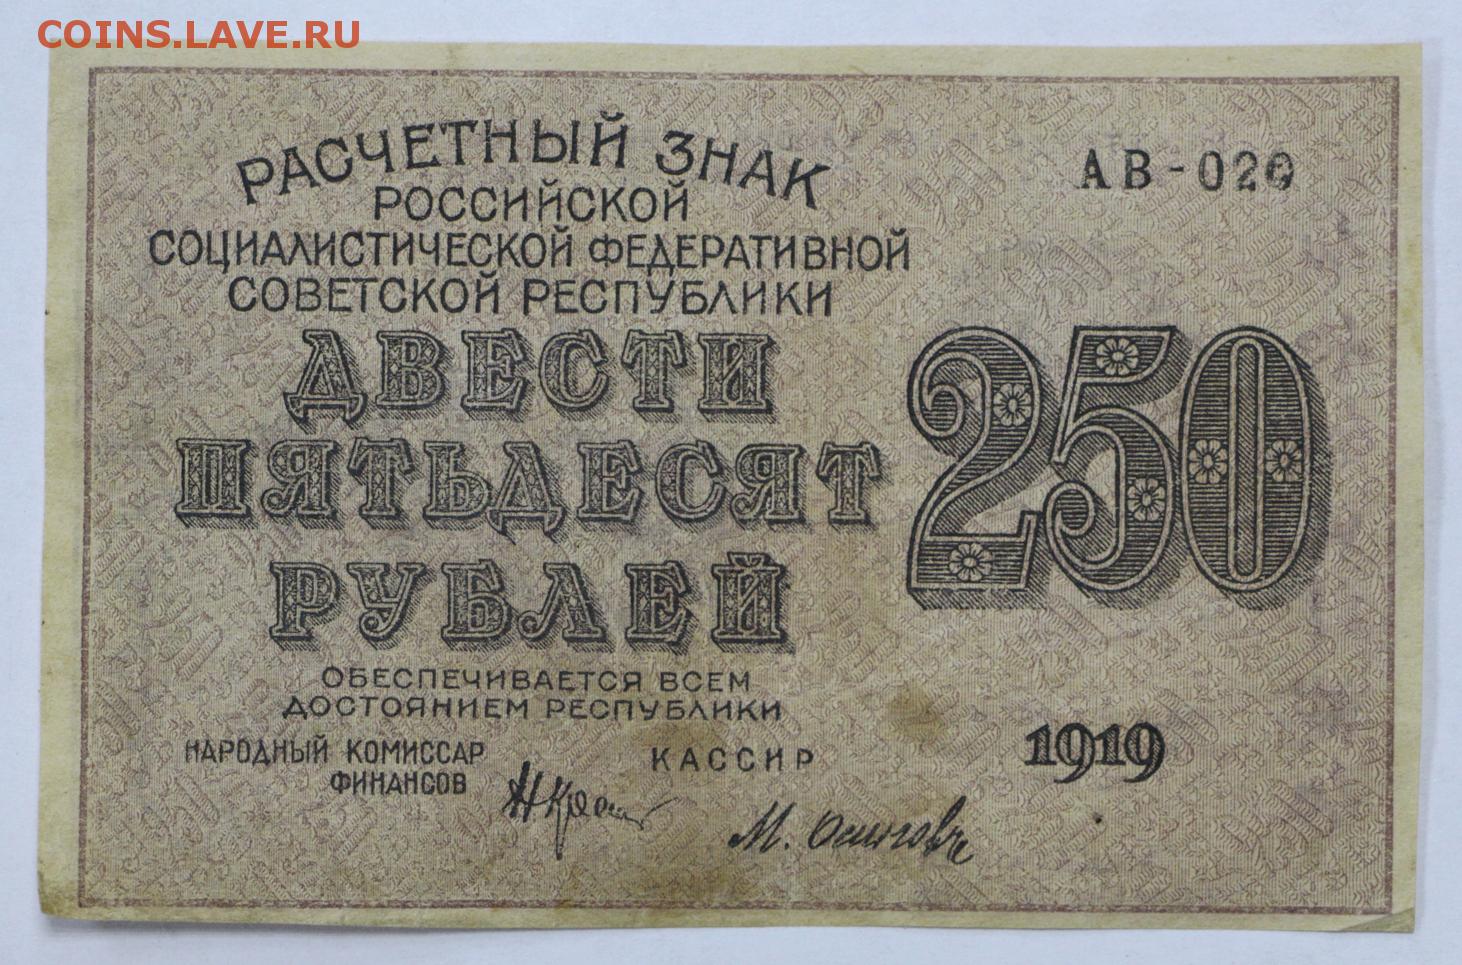 COINS.LAVE.RU
РАСЧЕТНЫЙ ЗНАК
АВ-020
РОССИЙСКОЙ
СОЦИАЛИСТИЧЕСКОЙ ФЕДЕРАТИВНОЙ
СОВЕТСКОЙ РЕСПУБЛИКИ
ДВЕСТИ
ПЯТЬДЕСЯТ
РУБЛЕЙ
250
ОБЕСПЕЧИВАЕТСЯ ВСЕМ
ДОСТОЯНИЕМ РЕСПУБЛИКИ
НАРОДНЫЙ КОМИССАР
ФИНАНСОВ
КАССИР
1919
М. Осиповъ